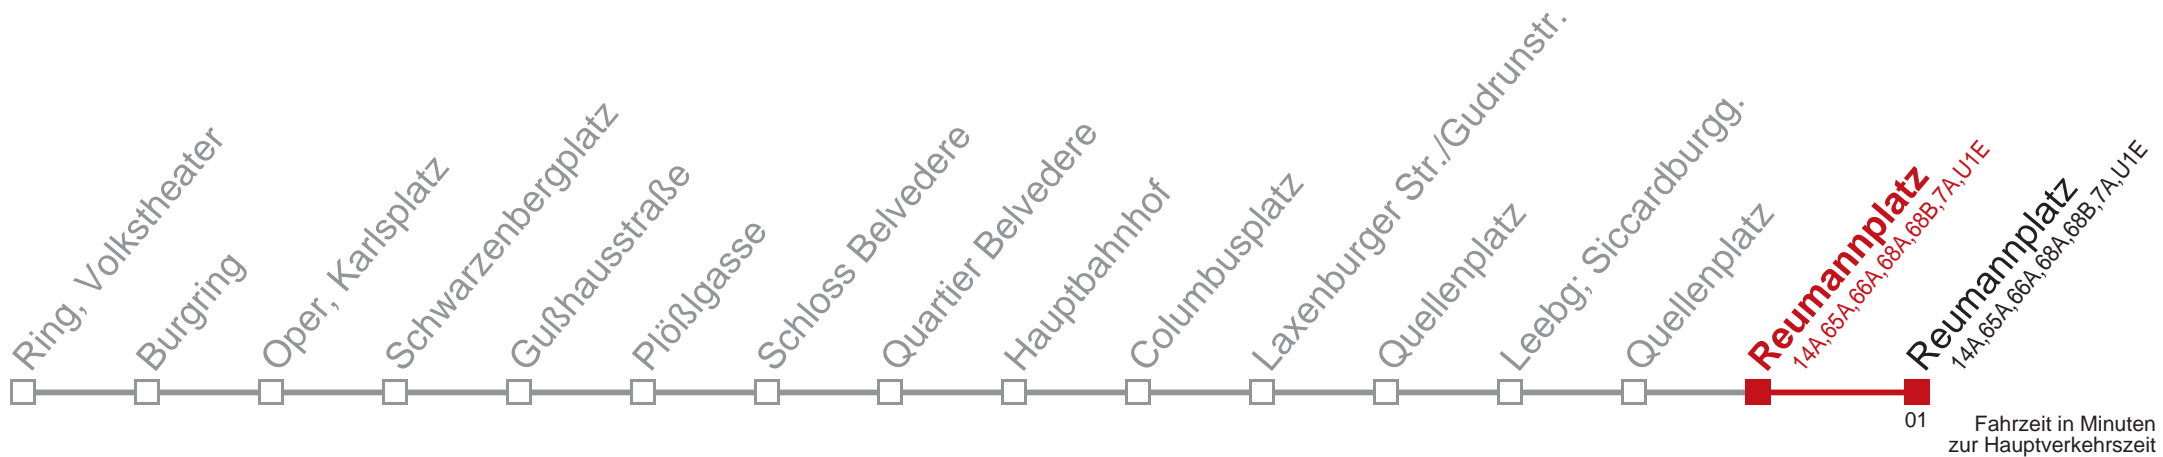 Ring, Volkstheater
Burgring
Oper, Karlsplatz
Schwarzenbergplatz
Gußhausstraße
Plößlgasse
Schloss Belvedere
Quartier Belvedere
Hauptbahnhof
Columbusplatz
Laxenburger Str./Gudrunstr.
Quellenplatz
Leebg; Siccardburgg.
Quellenplatz
Reumannplatz
14A,65A,66A,68A,68B,7A,U1E
Reumannplatz
14A,65A,66A,68A,68B,7A,U1E
01
Fahrzeit in Minuten
zur Hauptverkehrszeit